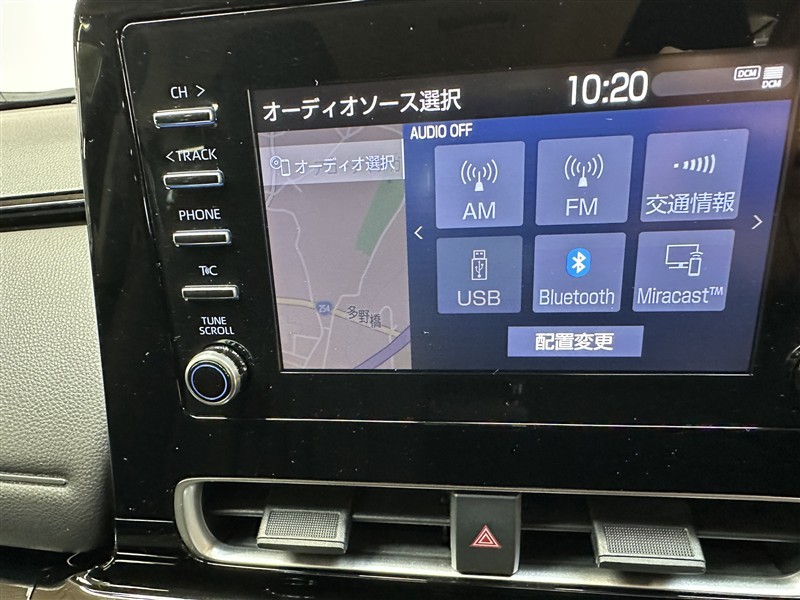 CH >
<TRACK
PHONE
T C
TUNE
SCROLL
オーディオソース選択
10:20
DCM
DCM
AUDIO OFF
オーディオ選択
AM
FM
交通情報
USB
Bluetooth
Miracast™
254
多野橋
配置変更